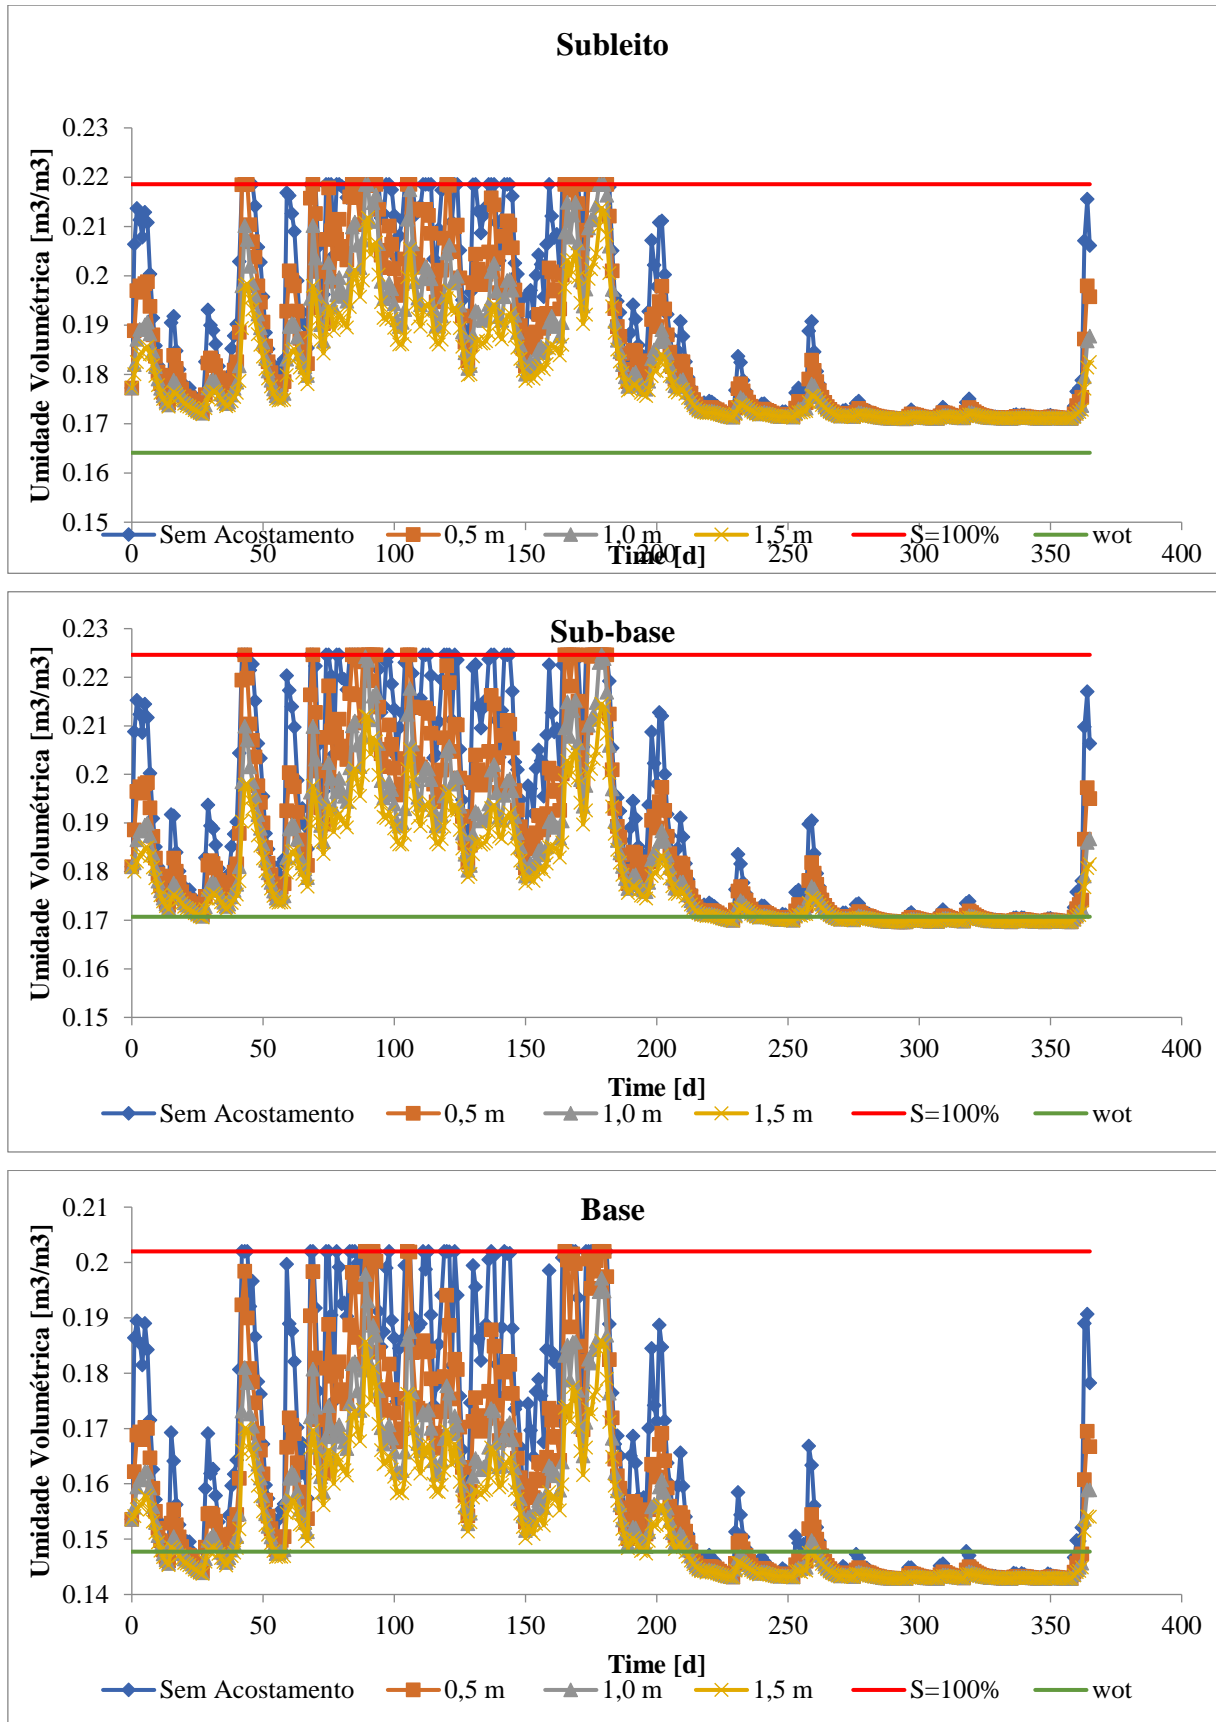 Subleito
Umidade Volumétrica [m3/m3]
0.23
0.22
0.21
0.2
0.19
0.18
0.17
0.16
0.15
Sem Acostamento 0,5 m 1,0 m 1,5 m S=100% wot
0 50 100 150 200 250 300 350 400
Time [d]
Sub-base
Umidade Volumétrica [m3/m3]
0.23
0.22
0.21
0.2
0.19
0.18
0.17
0.16
0.15
0 50 100 150 200 250 300 350 400
Time [d]
Sem Acostamento 0,5 m 1,0 m 1,5 m S=100% wot
Base
Umidade Volumétrica [m3/m3]
0.21
0.2
0.19
0.18
0.17
0.16
0.15
0.14
0 50 100 150 200 250 300 350 400
Time [d]
Sem Acostamento 0,5 m 1,0 m 1,5 m S=100% wot